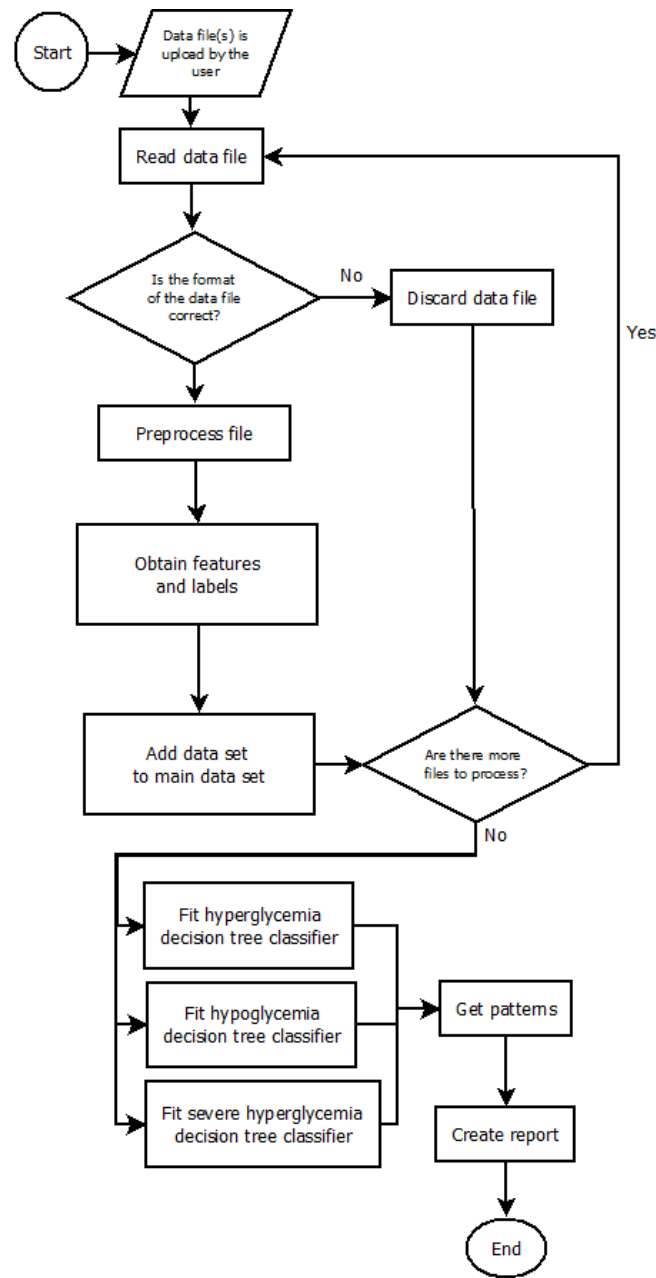 Start
Data file(s) is
upload by the
user
Read data file
Is the format
of the data file
correct?
No
Discard data file
Yes
Preprocess file
Obtain features
and labels
Add data set
to main data set
Are there more
files to process?
No
Fit hyperglycemia
decision tree classifier
Fit hypoglycemia
decision tree classifier
Fit severe hyperglycemia
decision tree classifier
Get patterns
Create report
End